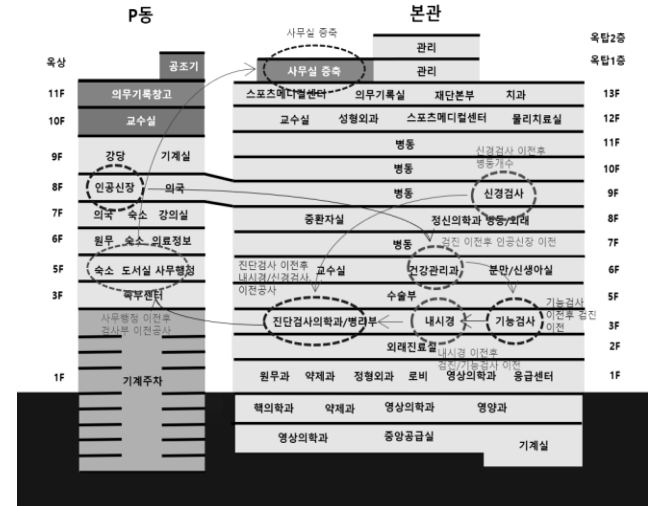 P동
본관
사무실 증축
관리
옥탑2층
옥상
공조기
사무실 증축
관리
옥탑1층
11F
의무기록창고
스포츠메디컬센터 의무기록실 재단본부 치과
13F
10F
교수실
교수실 성형외과 스포츠메디컬센터 물리치료실
12F
병동
11F
9F
강당 기계실
신경검사 이전후
병동개수
병동
10F
8F
인공신장 의국
병동
신경검사
9F
7F
의국 숙소 강의실
중환자실
정신의학과 병동/외래
8F
6F
원무 숙소 의료정보
병동
검진 이전후 인공신장 이전
7F
5F
숙소 도서실 사무행정
진단검사 이전후
내시경/신경검사,
이전공사
교수실
건강관리과
분만/신생아실
6F
3F
국부센터
수술부
5F
기능검사
이전후 검진
이전
사무행정 이전후
검사부 이전공사
진단검사의학과/병리부
내시경
기능검사
3F
외래진료실
2F
내시경 이전후
검진/기능검사 이전
1F
기계주차
원무과 약제과 정형외과 로비 영상의학과 응급센터
1F
핵의학과 약제과 영상의학과 영양과
영상의학과 중앙공급실
기계실